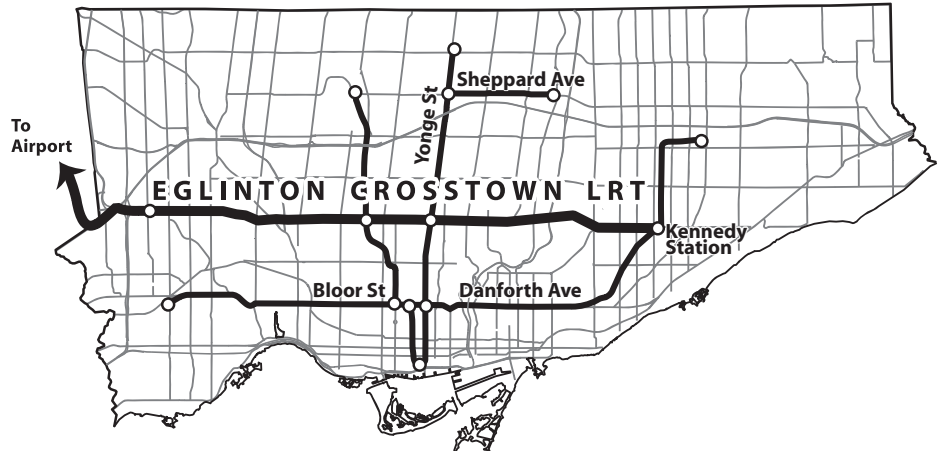 Sheppard Ave
Yonge St
To
Airport
EGLINTON CROSSTOWN LRT
Kennedy
Station
Bloor St
Danforth Ave